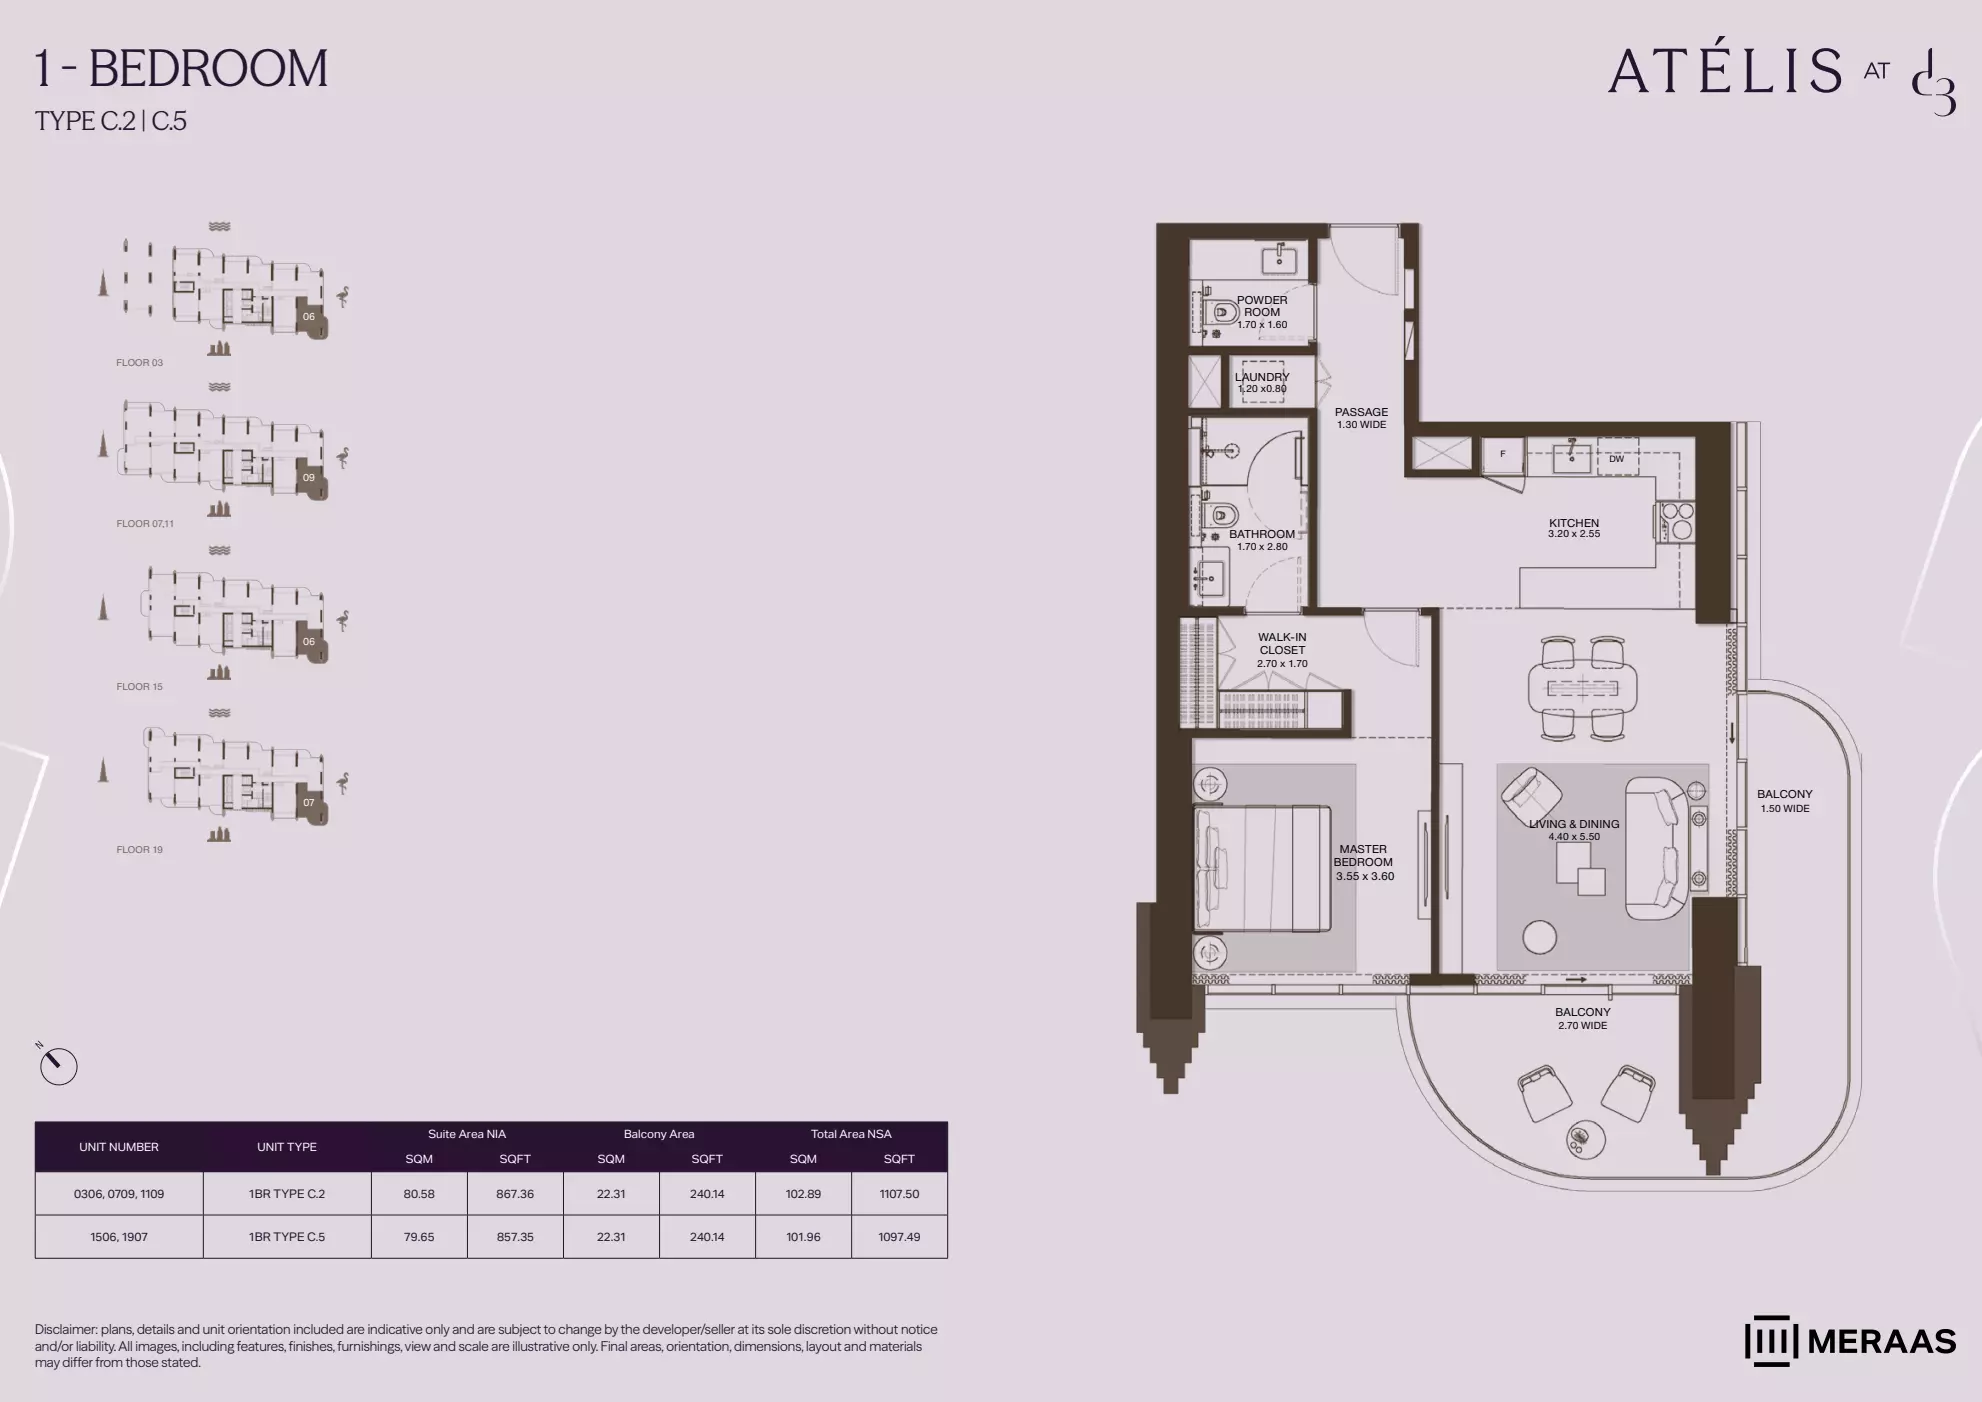 1 - BEDROOM
TYPE C.2 | C.5
ATÉLIS AT d3
06
FLOOR 03
09
FLOOR 07,11
06
FLOOR 15
07
FLOOR 19
POWDER
ROOM
1.70 x 1.60
LAUNDRY
1.20 x0.80
PASSAGE
1.30 WIDE
F
DW
KITCHEN
3.20 x 2.55
BATHROOM
1.70 x 2.80
WALK-IN
CLOSET
2.70 x 1.70
BALCONY
1.50 WIDE
LIVING & DINING
4.40 x 5.50
MASTER
BEDROOM
3.55 x 3.60
BALCONY
2.70 WIDE
N
UNIT NUMBER UNIT TYPE Suite Area NIA Balcony Area Total Area NSA
SQM SQFT SQM SQFT SQM SQFT
0306, 0709, 1109 1BR TYPE C.2 80.58 867.36 22.31 240.14 102.89 1107.50
1506, 1907 1BR TYPE C.5 79.65 857.35 22.31 240.14 101.96 1097.49
Disclaimer: plans, details and unit orientation included are indicative only and are subject to change by the developer/seller at its sole discretion without notice
and/or liability. All images, including features, finishes, furnishings, view and scale are illustrative only. Final areas, orientation, dimensions, layout and materials
may differ from those stated.
MERAAS